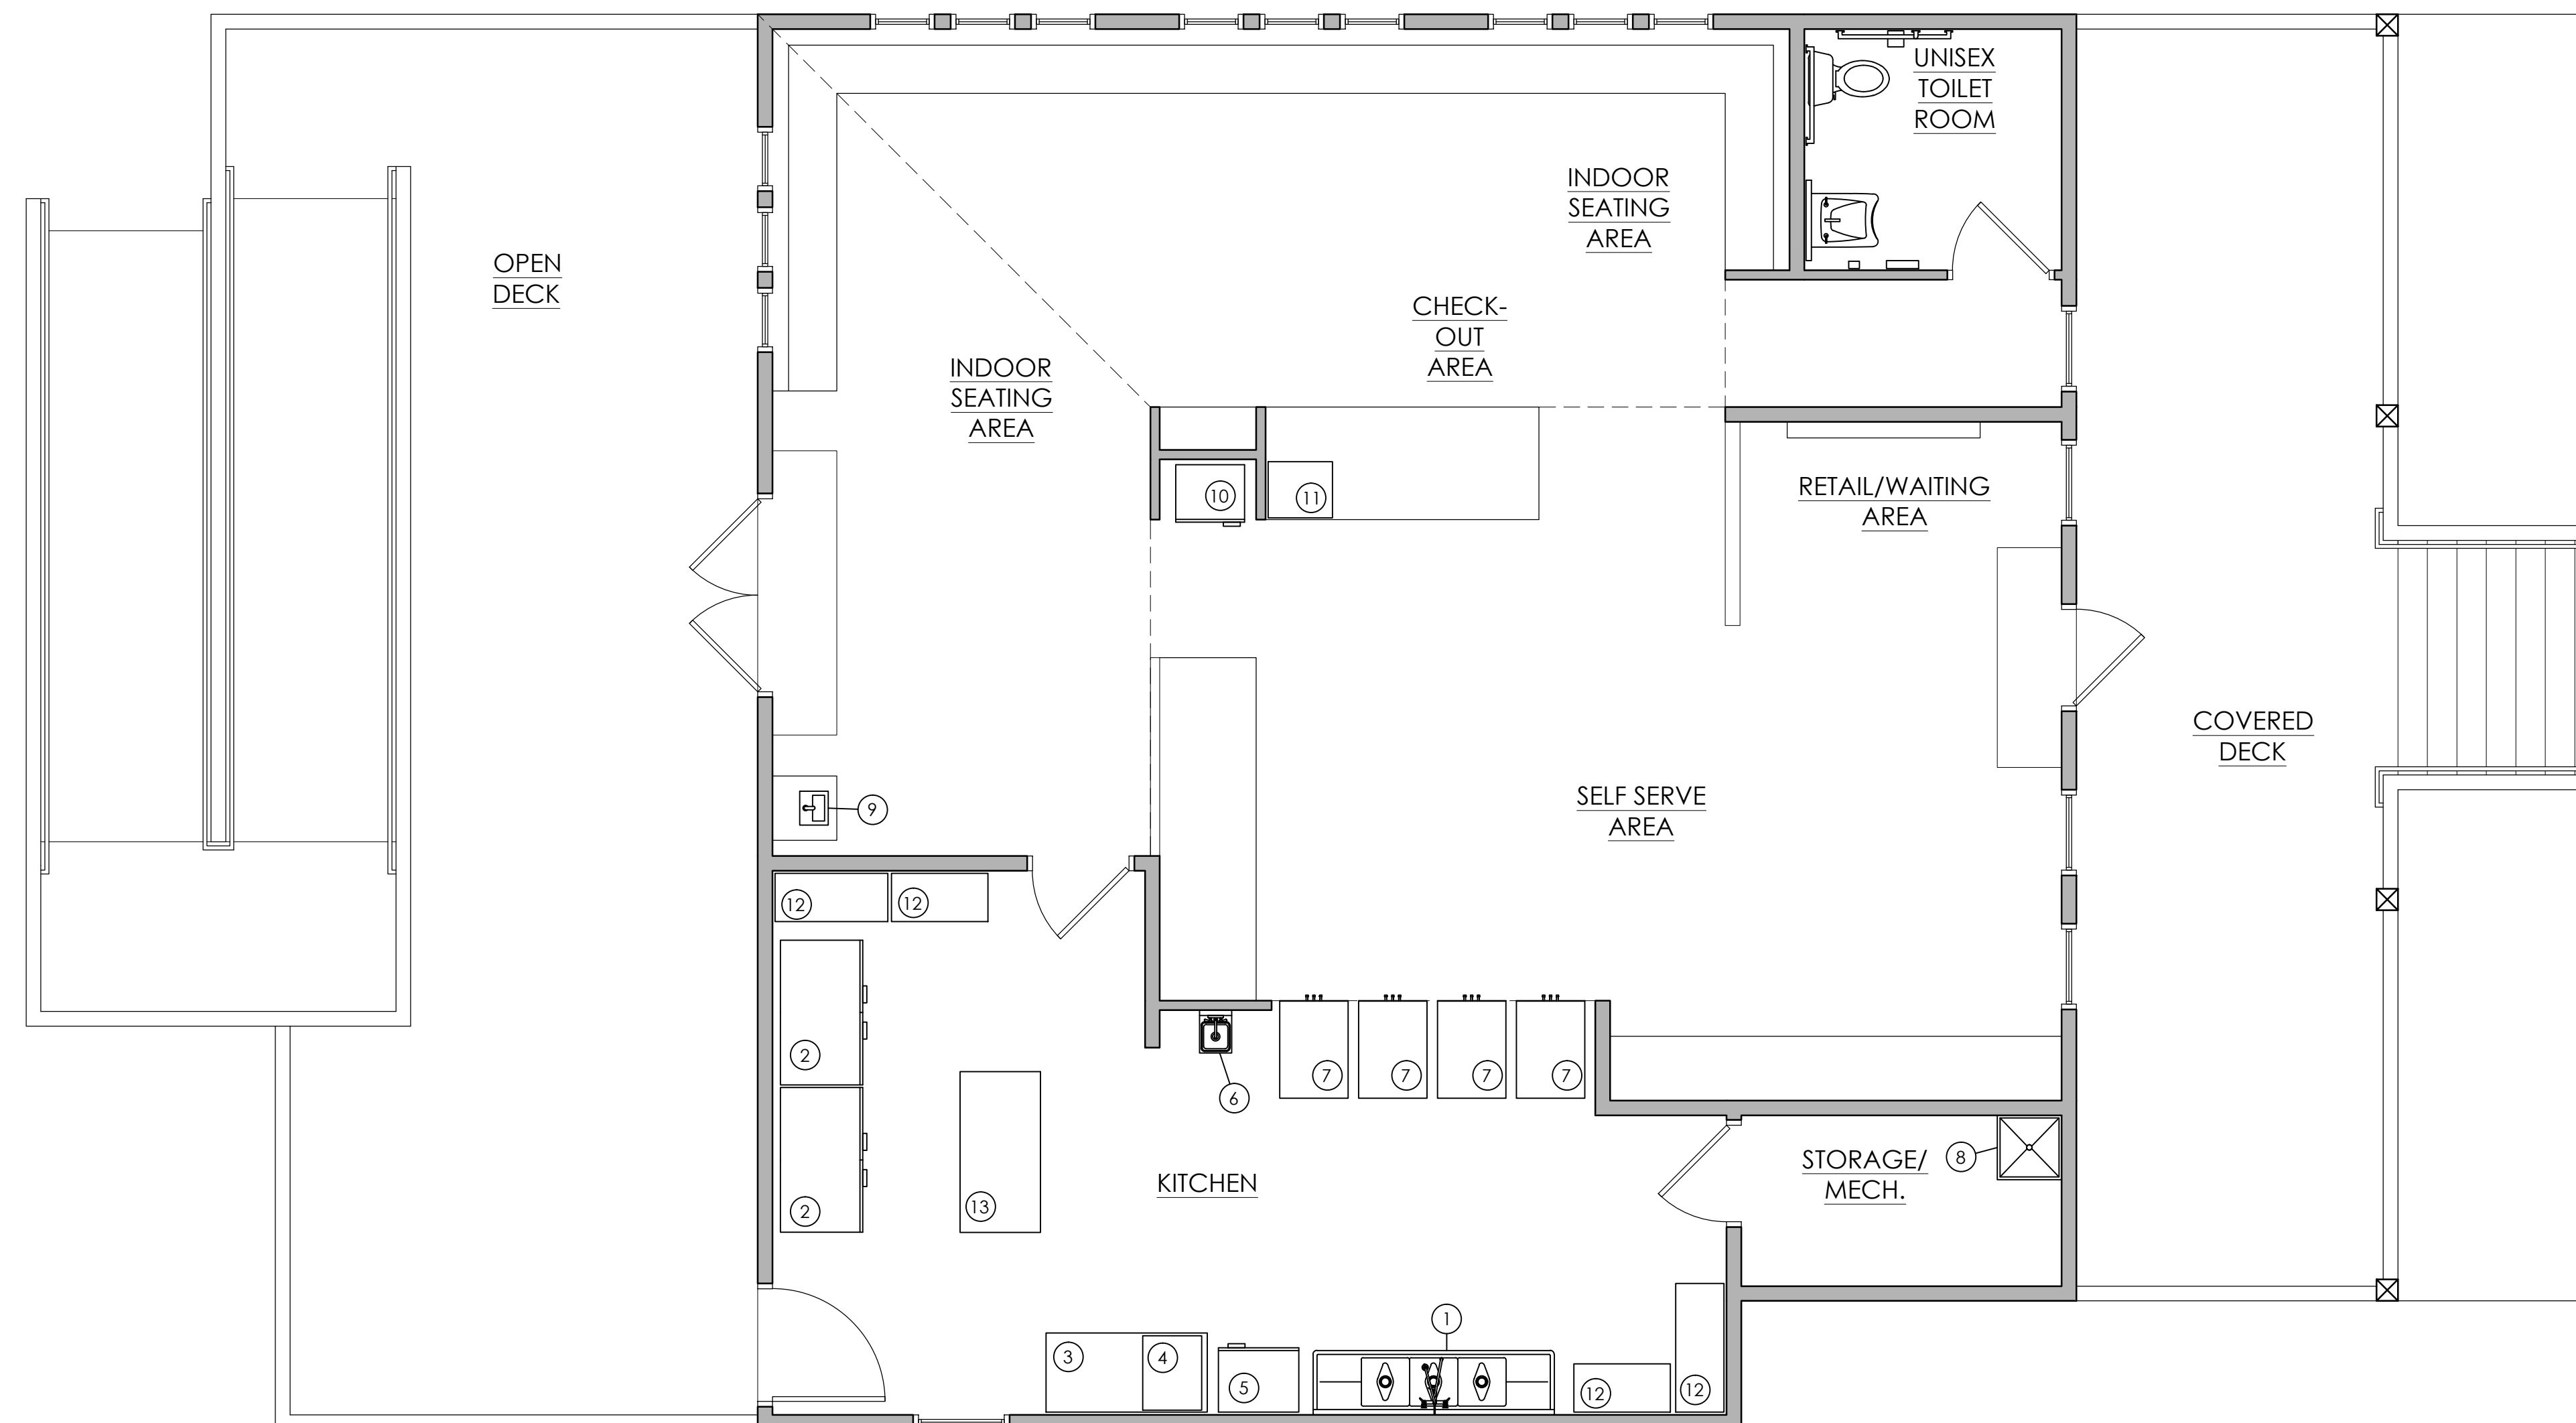 UNISEX
TOILET
ROOM
INDOOR
SEATING
AREA
OPEN
DECK
CHECK-
OUT
AREA
INDOOR
SEATING
AREA
RETAIL/WAITING
AREA
10
11
COVERED
DECK
SELF SERVE
AREA
9
12
12
2
7
7
7
7
6
2
13
KITCHEN
STORAGE/
MECH.
8
1
3
4
5
12
12